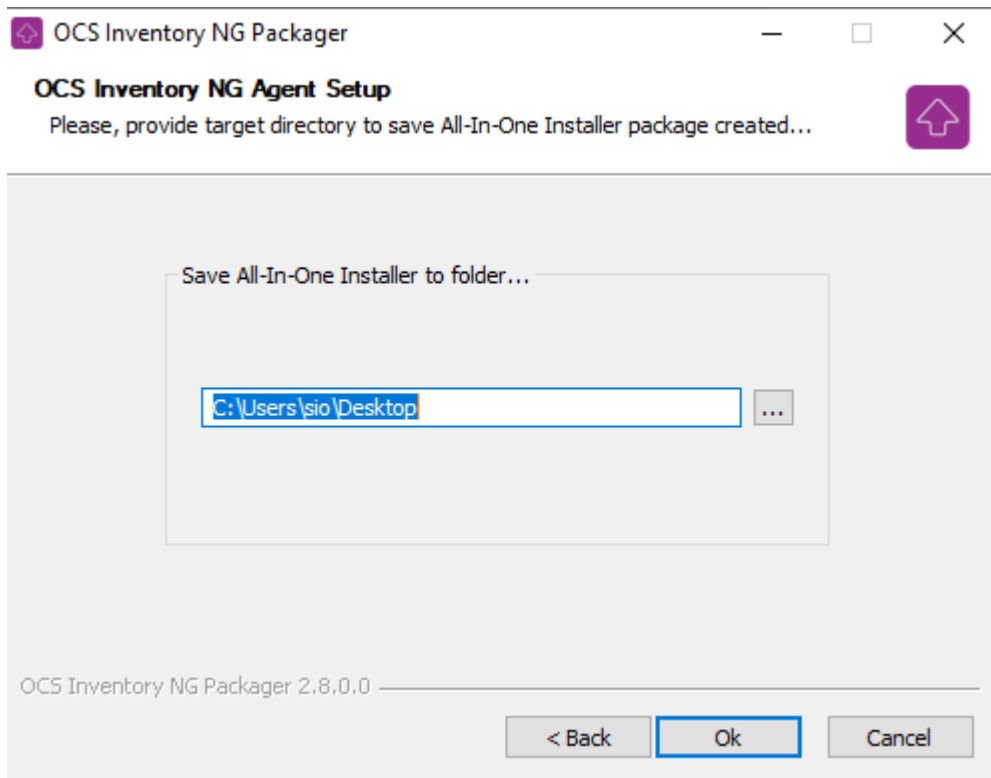 OCS Inventory NG Packager
OCS Inventory NG Agent Setup
Please, provide target directory to save All-In-One Installer package created...
Save All-In-One Installer to folder...
C:\Users\sio\Desktop
...
OCS Inventory NG Packager 2.8.0.0
< Back
Ok
Cancel